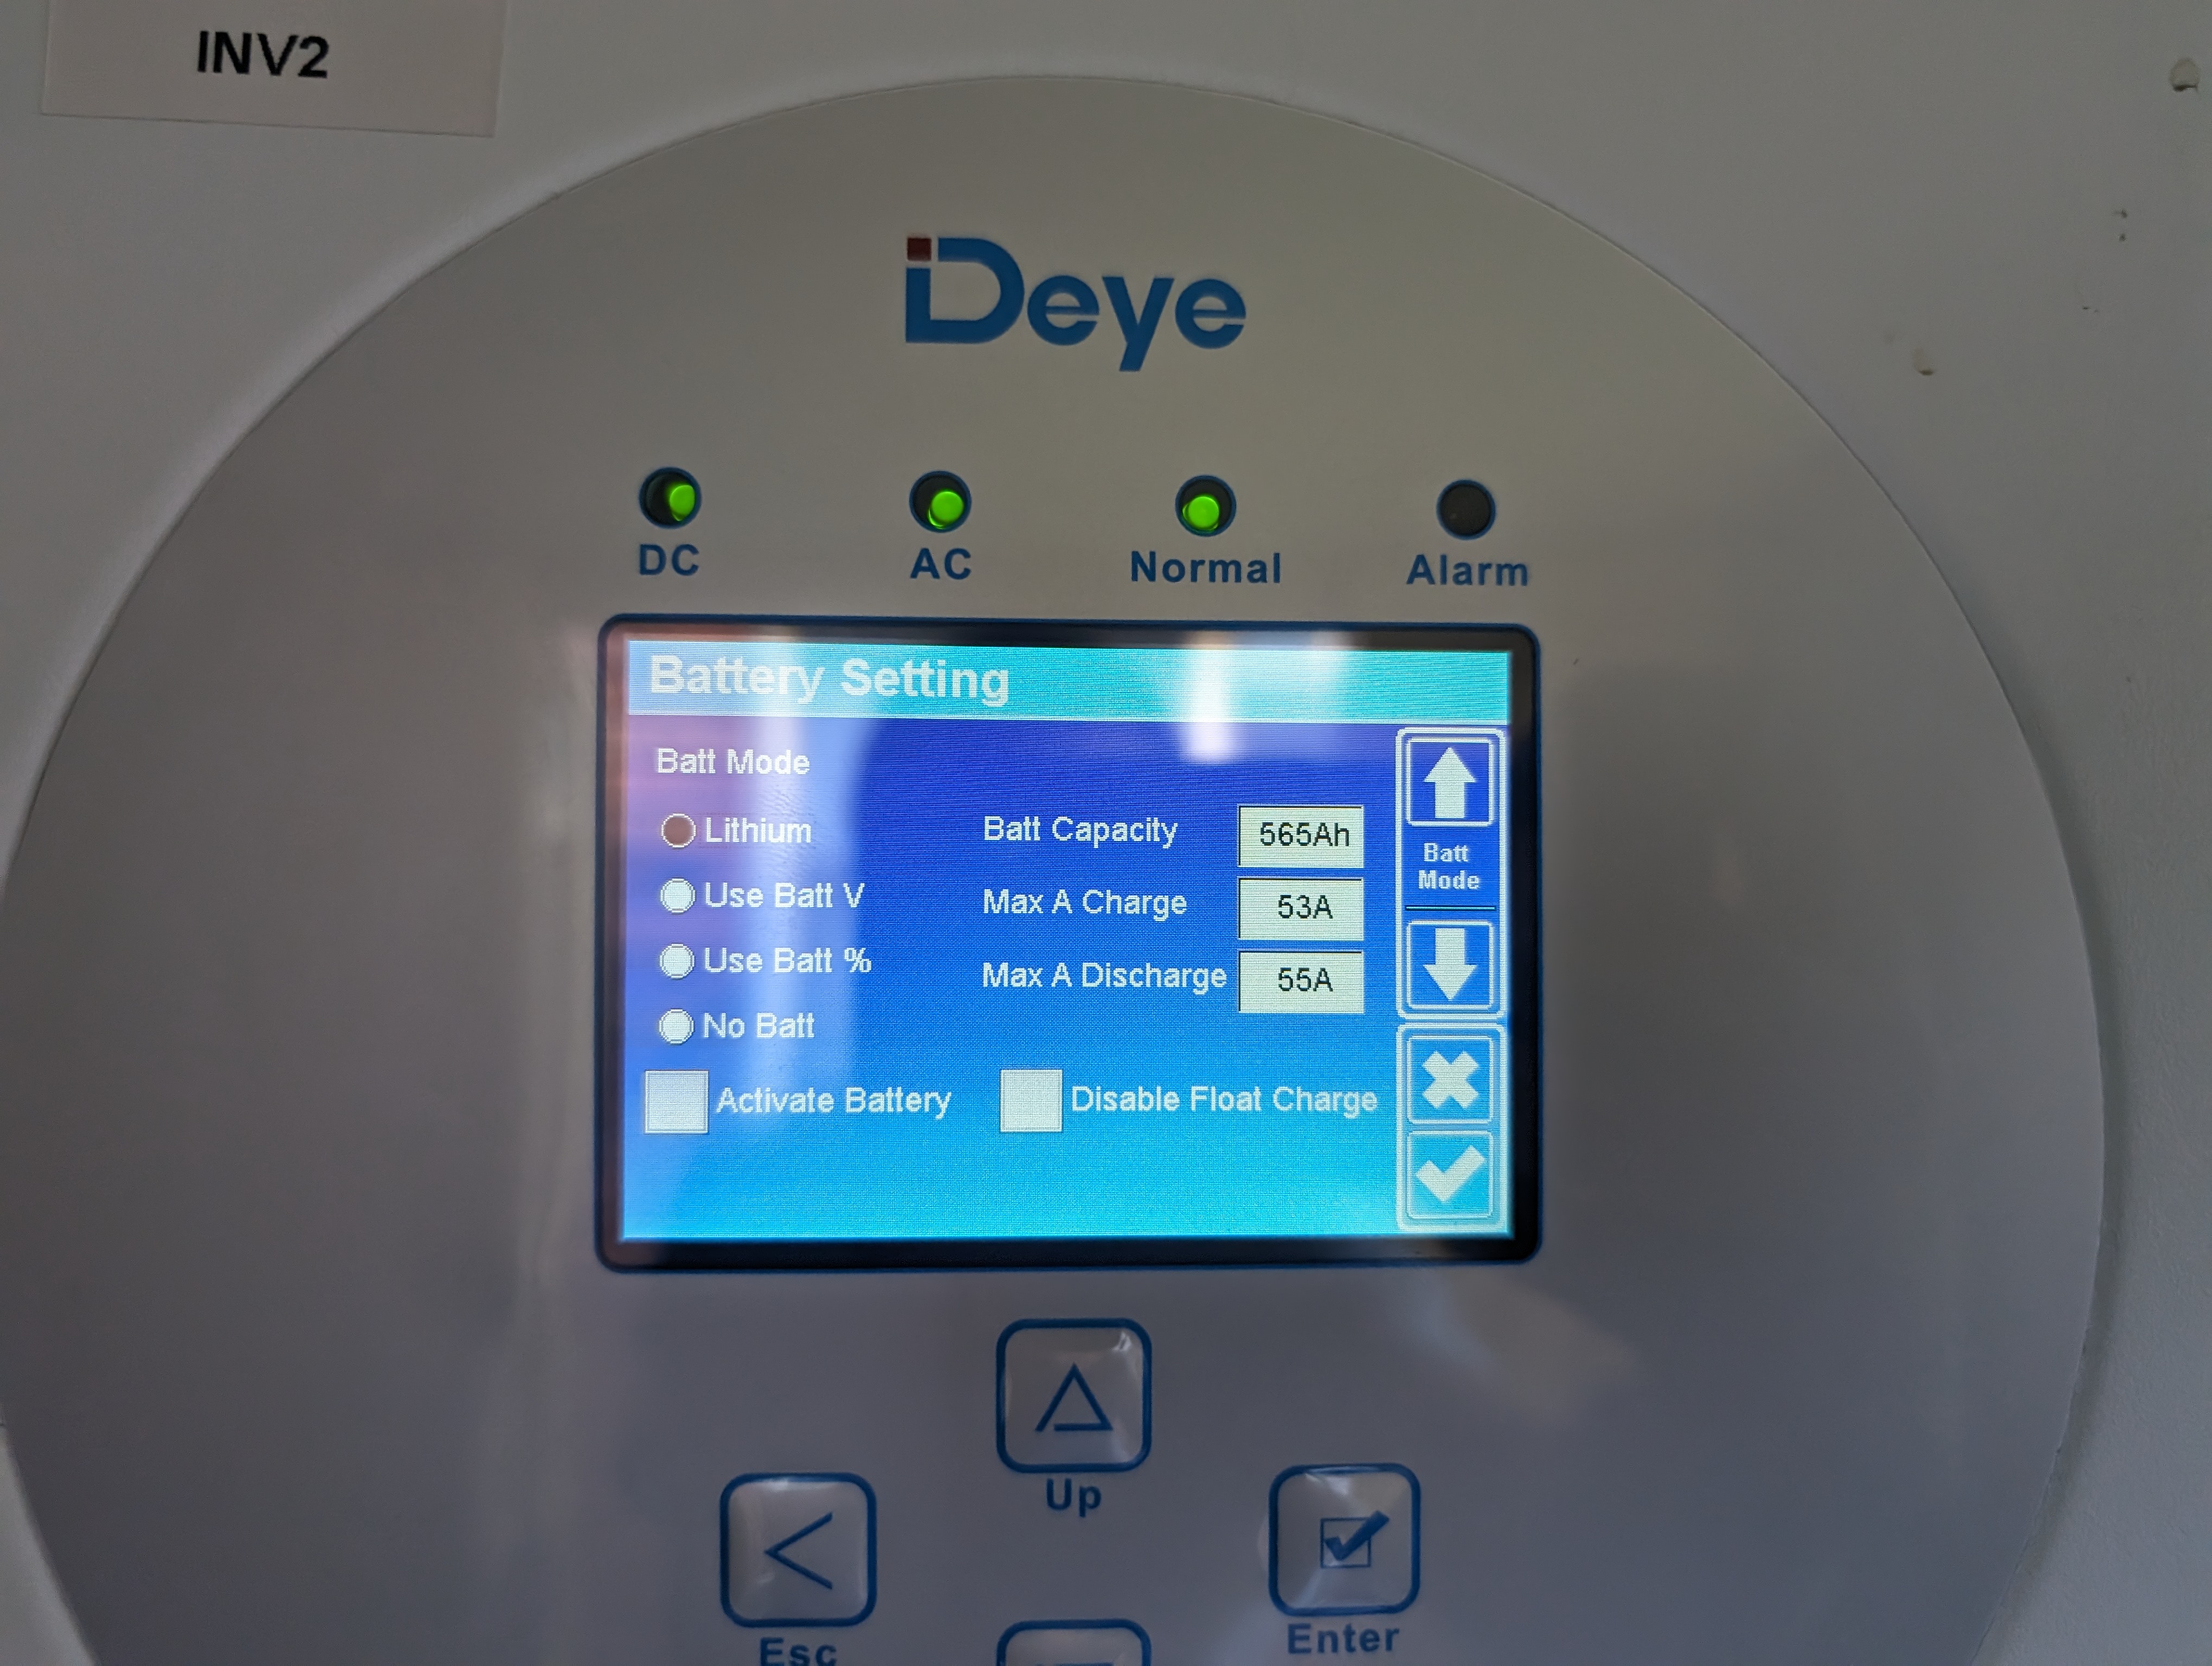 INV2
Deye
DC AC Normal Alarm
Battery Setting
Batt Mode
Lithium Batt Capacity 565Ah
Use Batt V Max A Charge 53A
Use Batt % Max A Discharge 55A
No Batt
Batt
Mode
Activate Battery Disable Float Charge
Up
Esc Enter